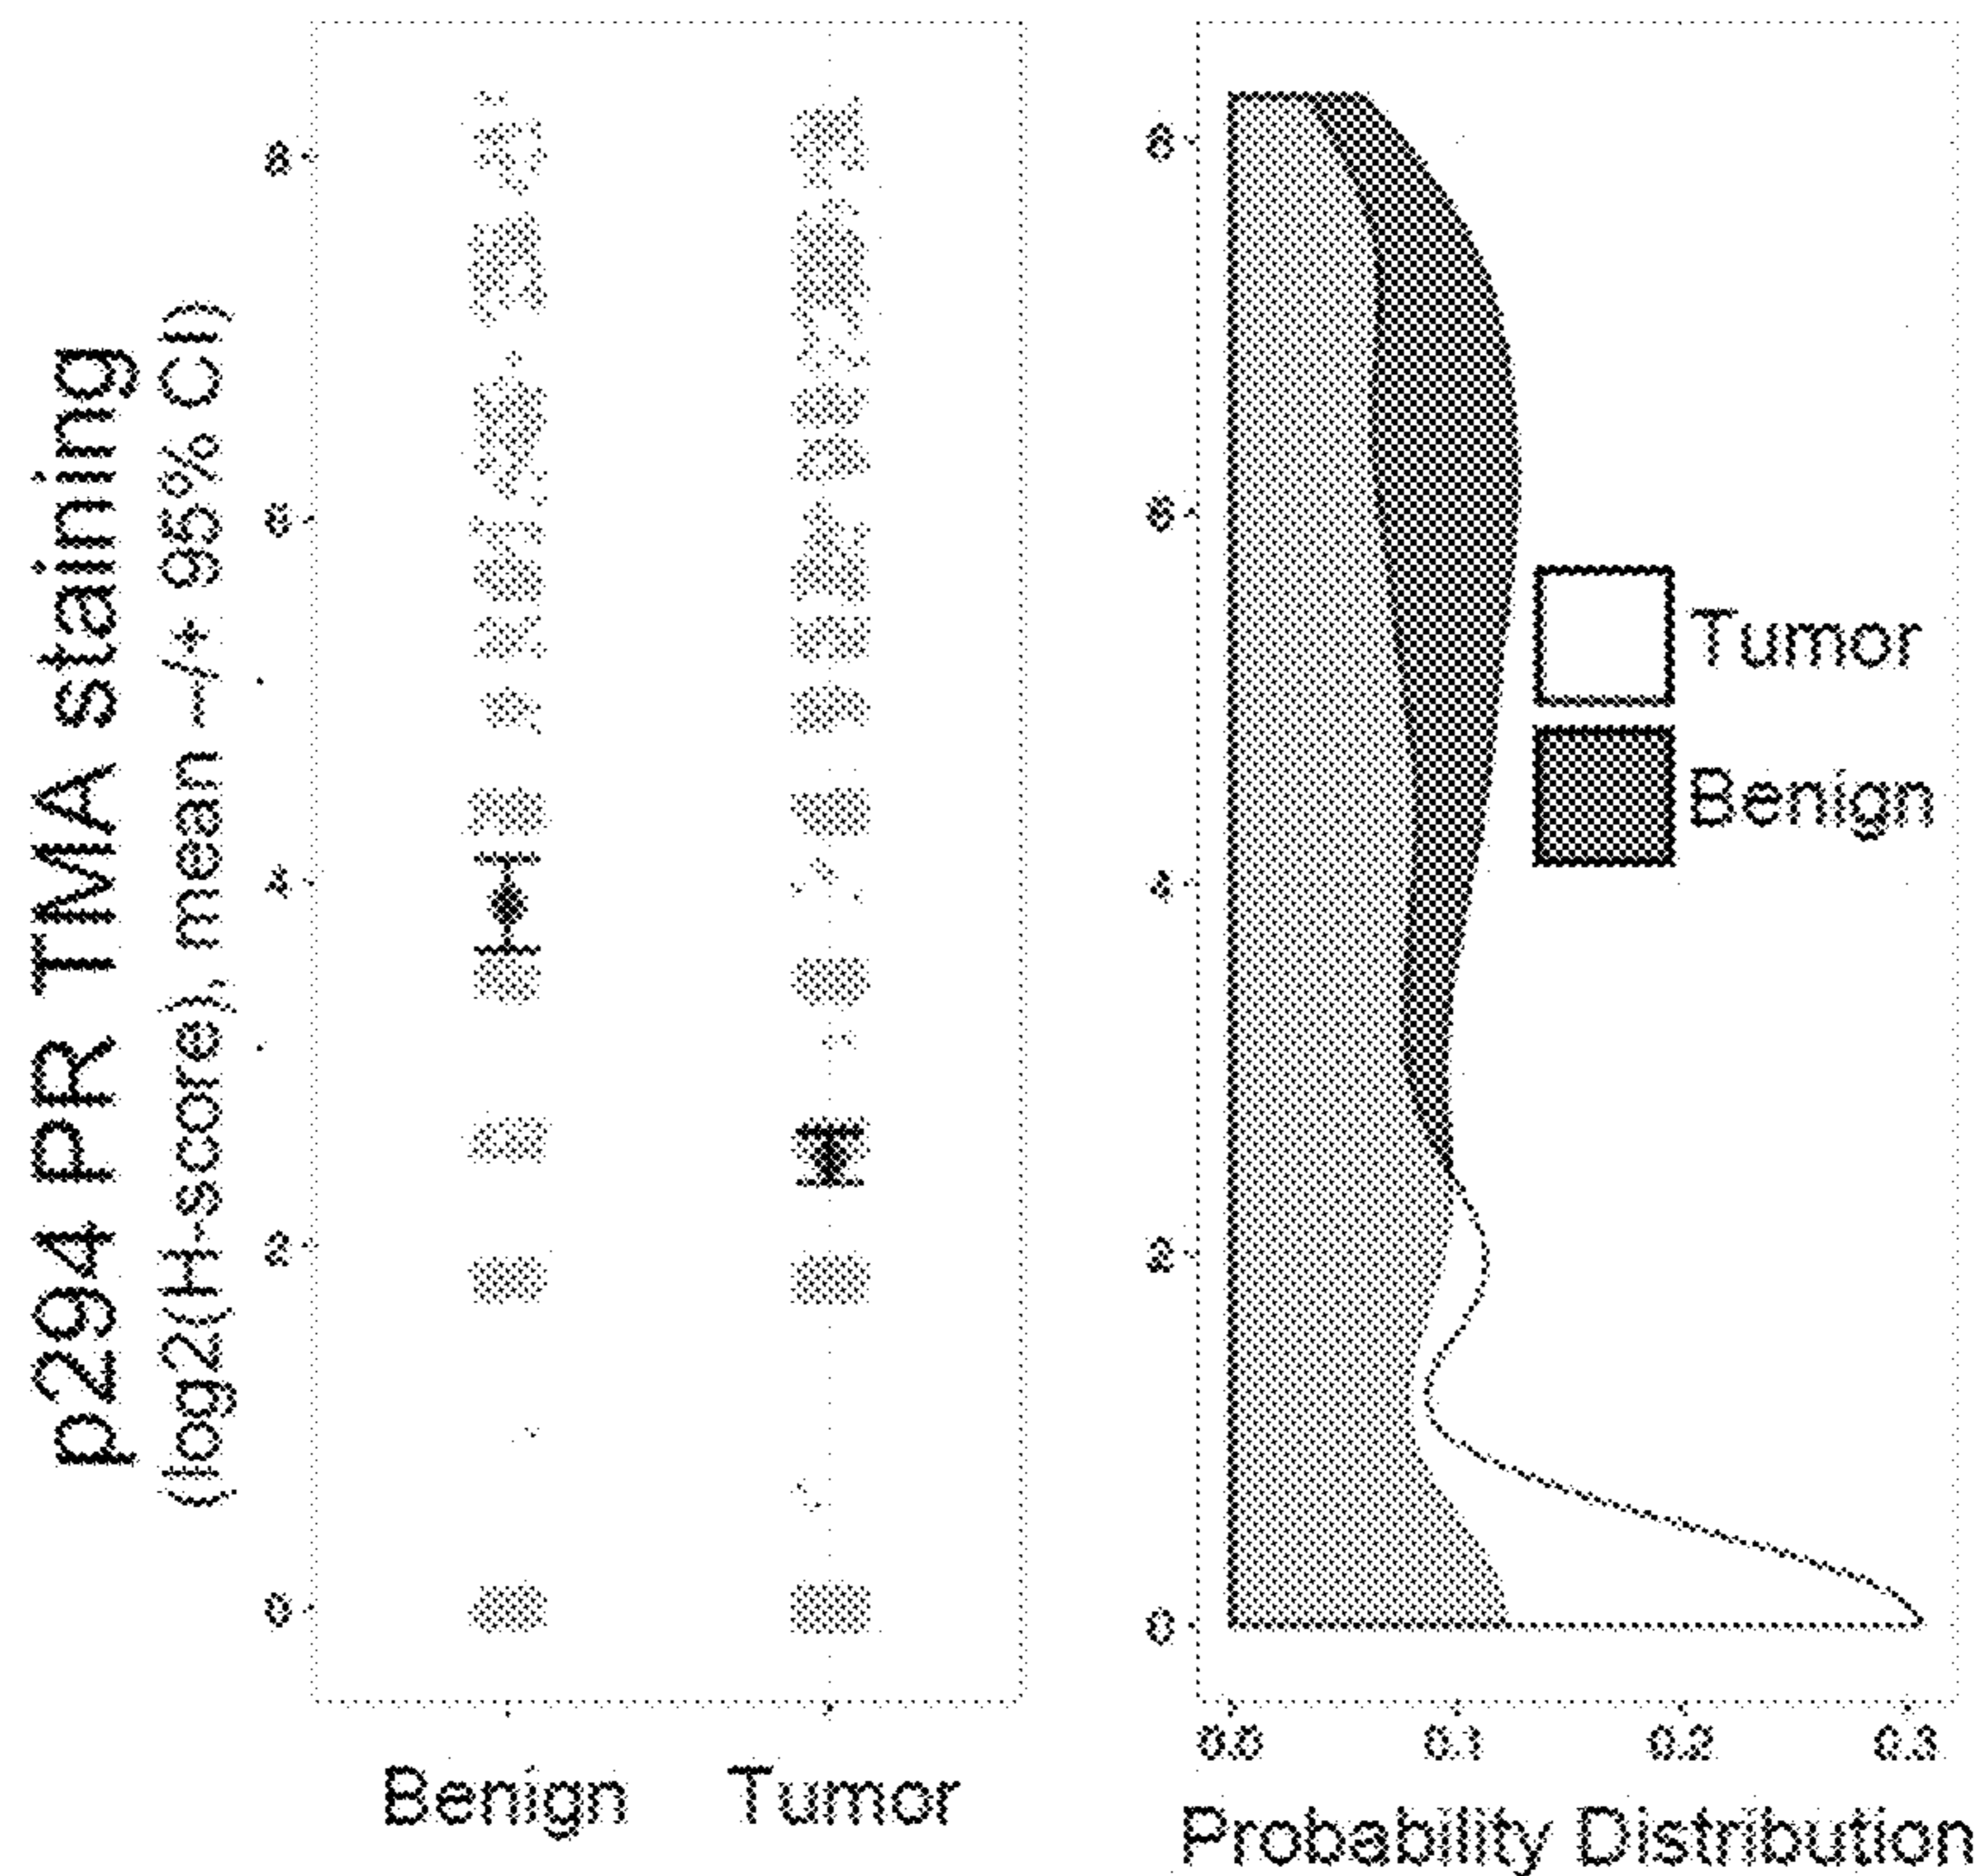 p294 PR TMA staining
(log2(H-score), mean -/+ 95% CI)
8
6
4
2
0
Benign
Tumor
8
6
4
2
0
Tumor
Benign
0.0
0.1
0.2
0.3
Probability Distribution